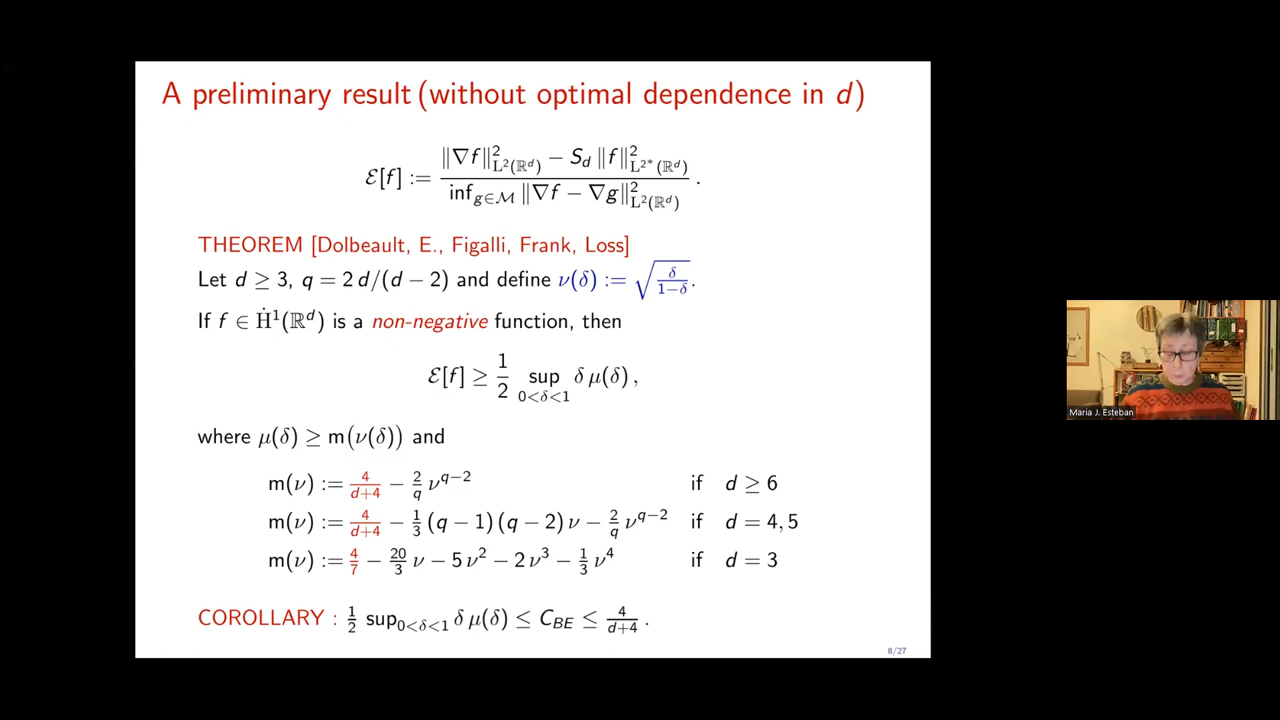 A preliminary result (without optimal dependence in d)
ℰ[f] := (‖∇f‖²_{L²(ℝ^d)} − S_d ‖f‖²_{L^{2*}(ℝ^d)}) / (inf_{g∈ℳ} ‖∇f − ∇g‖²_{L²(ℝ^d)}) .
THEOREM [Dolbeault, E., Figalli, Frank, Loss]
Let d ≥ 3, q = 2 d/(d − 2) and define ν(δ) := √(δ/(1−δ)).
If f ∈ Ḣ¹(ℝ^d) is a non-negative function, then
ℰ[f] ≥ 1/2 sup_{0<δ<1} δ μ(δ) ,
where μ(δ) ≥ m(ν(δ)) and
m(ν) := 4/(d+4) − 2/q ν^{q−2} if d ≥ 6
m(ν) := 4/(d+4) − 1/3 (q − 1) (q − 2) ν − 2/q ν^{q−2} if d = 4, 5
m(ν) := 4/7 − 20/3 ν − 5 ν² − 2 ν³ − 1/3 ν⁴ if d = 3
COROLLARY : 1/2 sup_{0<δ<1} δ μ(δ) ≤ C_{BE} ≤ 4/(d+4) .
8/27
Maria J. Esteban